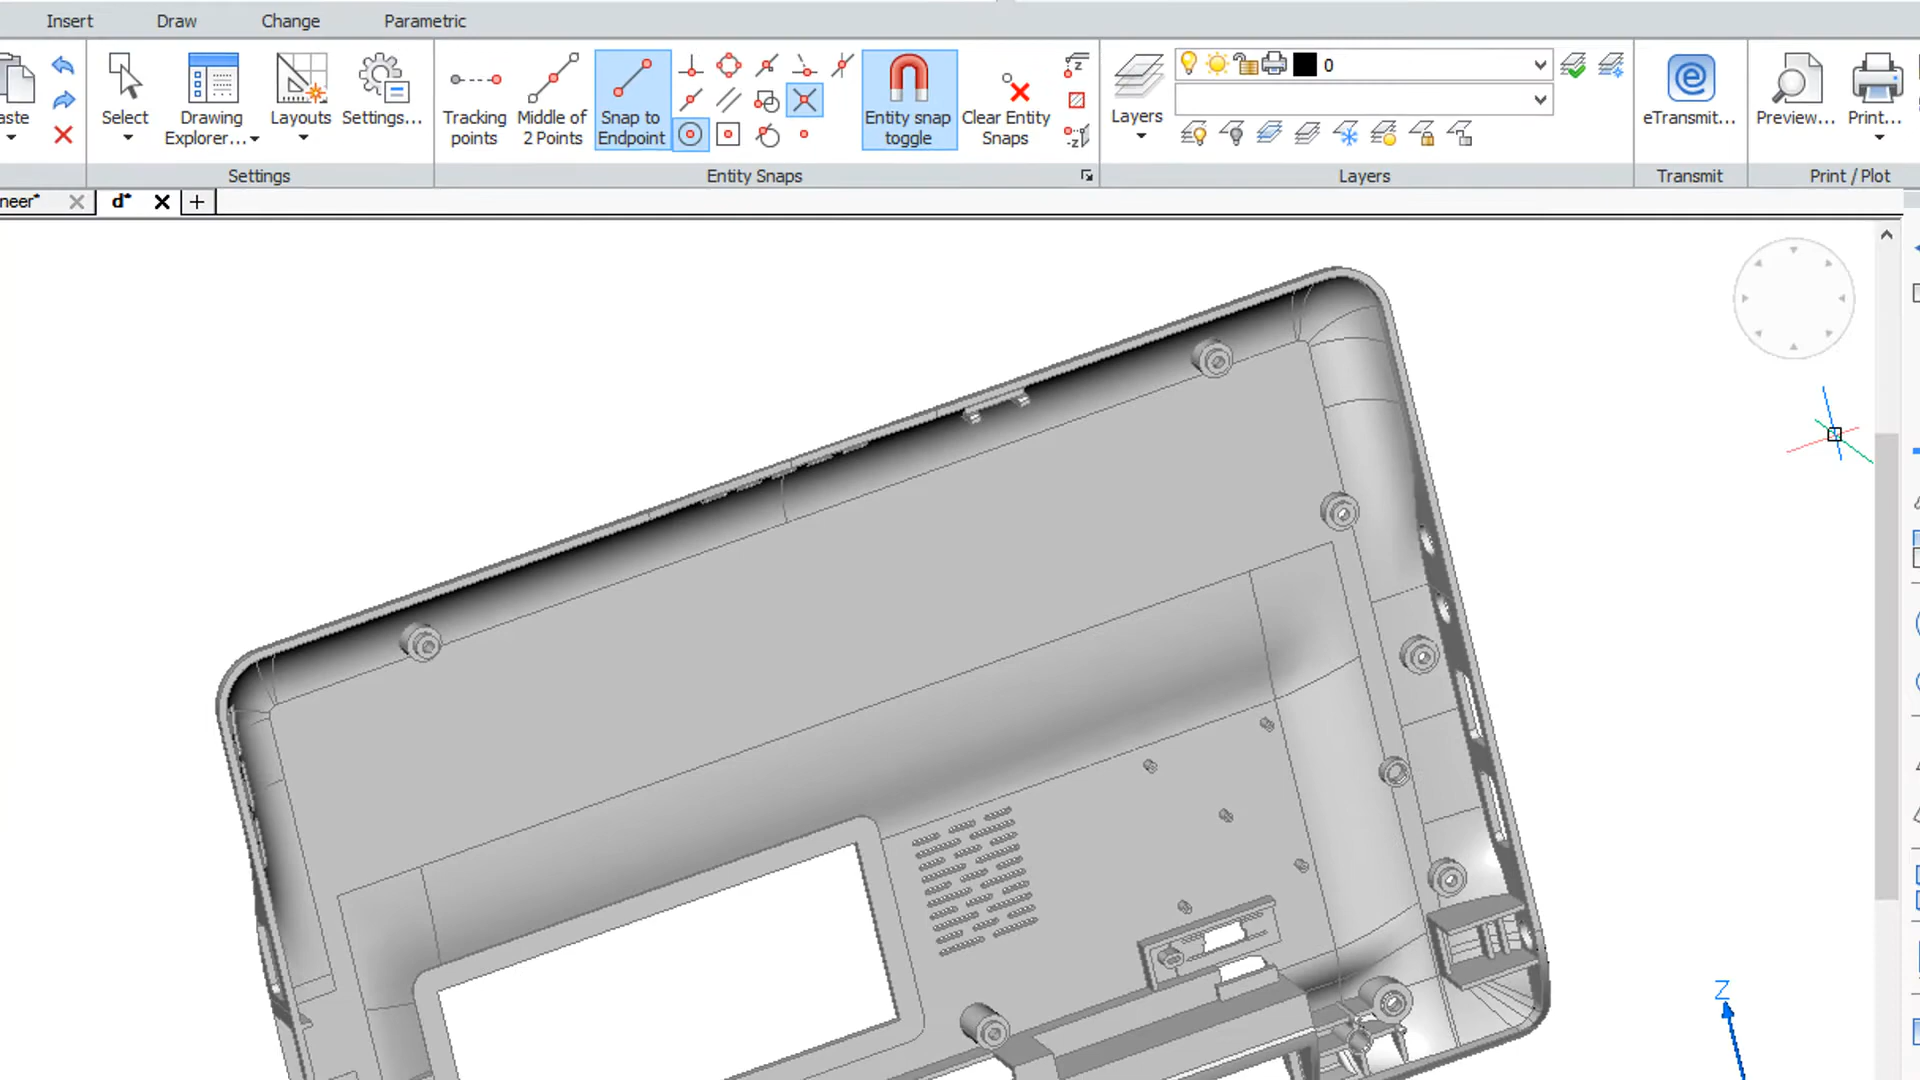 Insert Draw Change Parametric
aste
Select
Drawing
Explorer...
Layouts
Settings...
Tracking
points
Middle of
2 Points
Snap to
Endpoint
Entity snap
toggle
Clear Entity
Snaps
Layers
0
eTransmit...
Preview...
Print...
Settings Entity Snaps Layers Transmit Print / Plot
neer* d*
Z